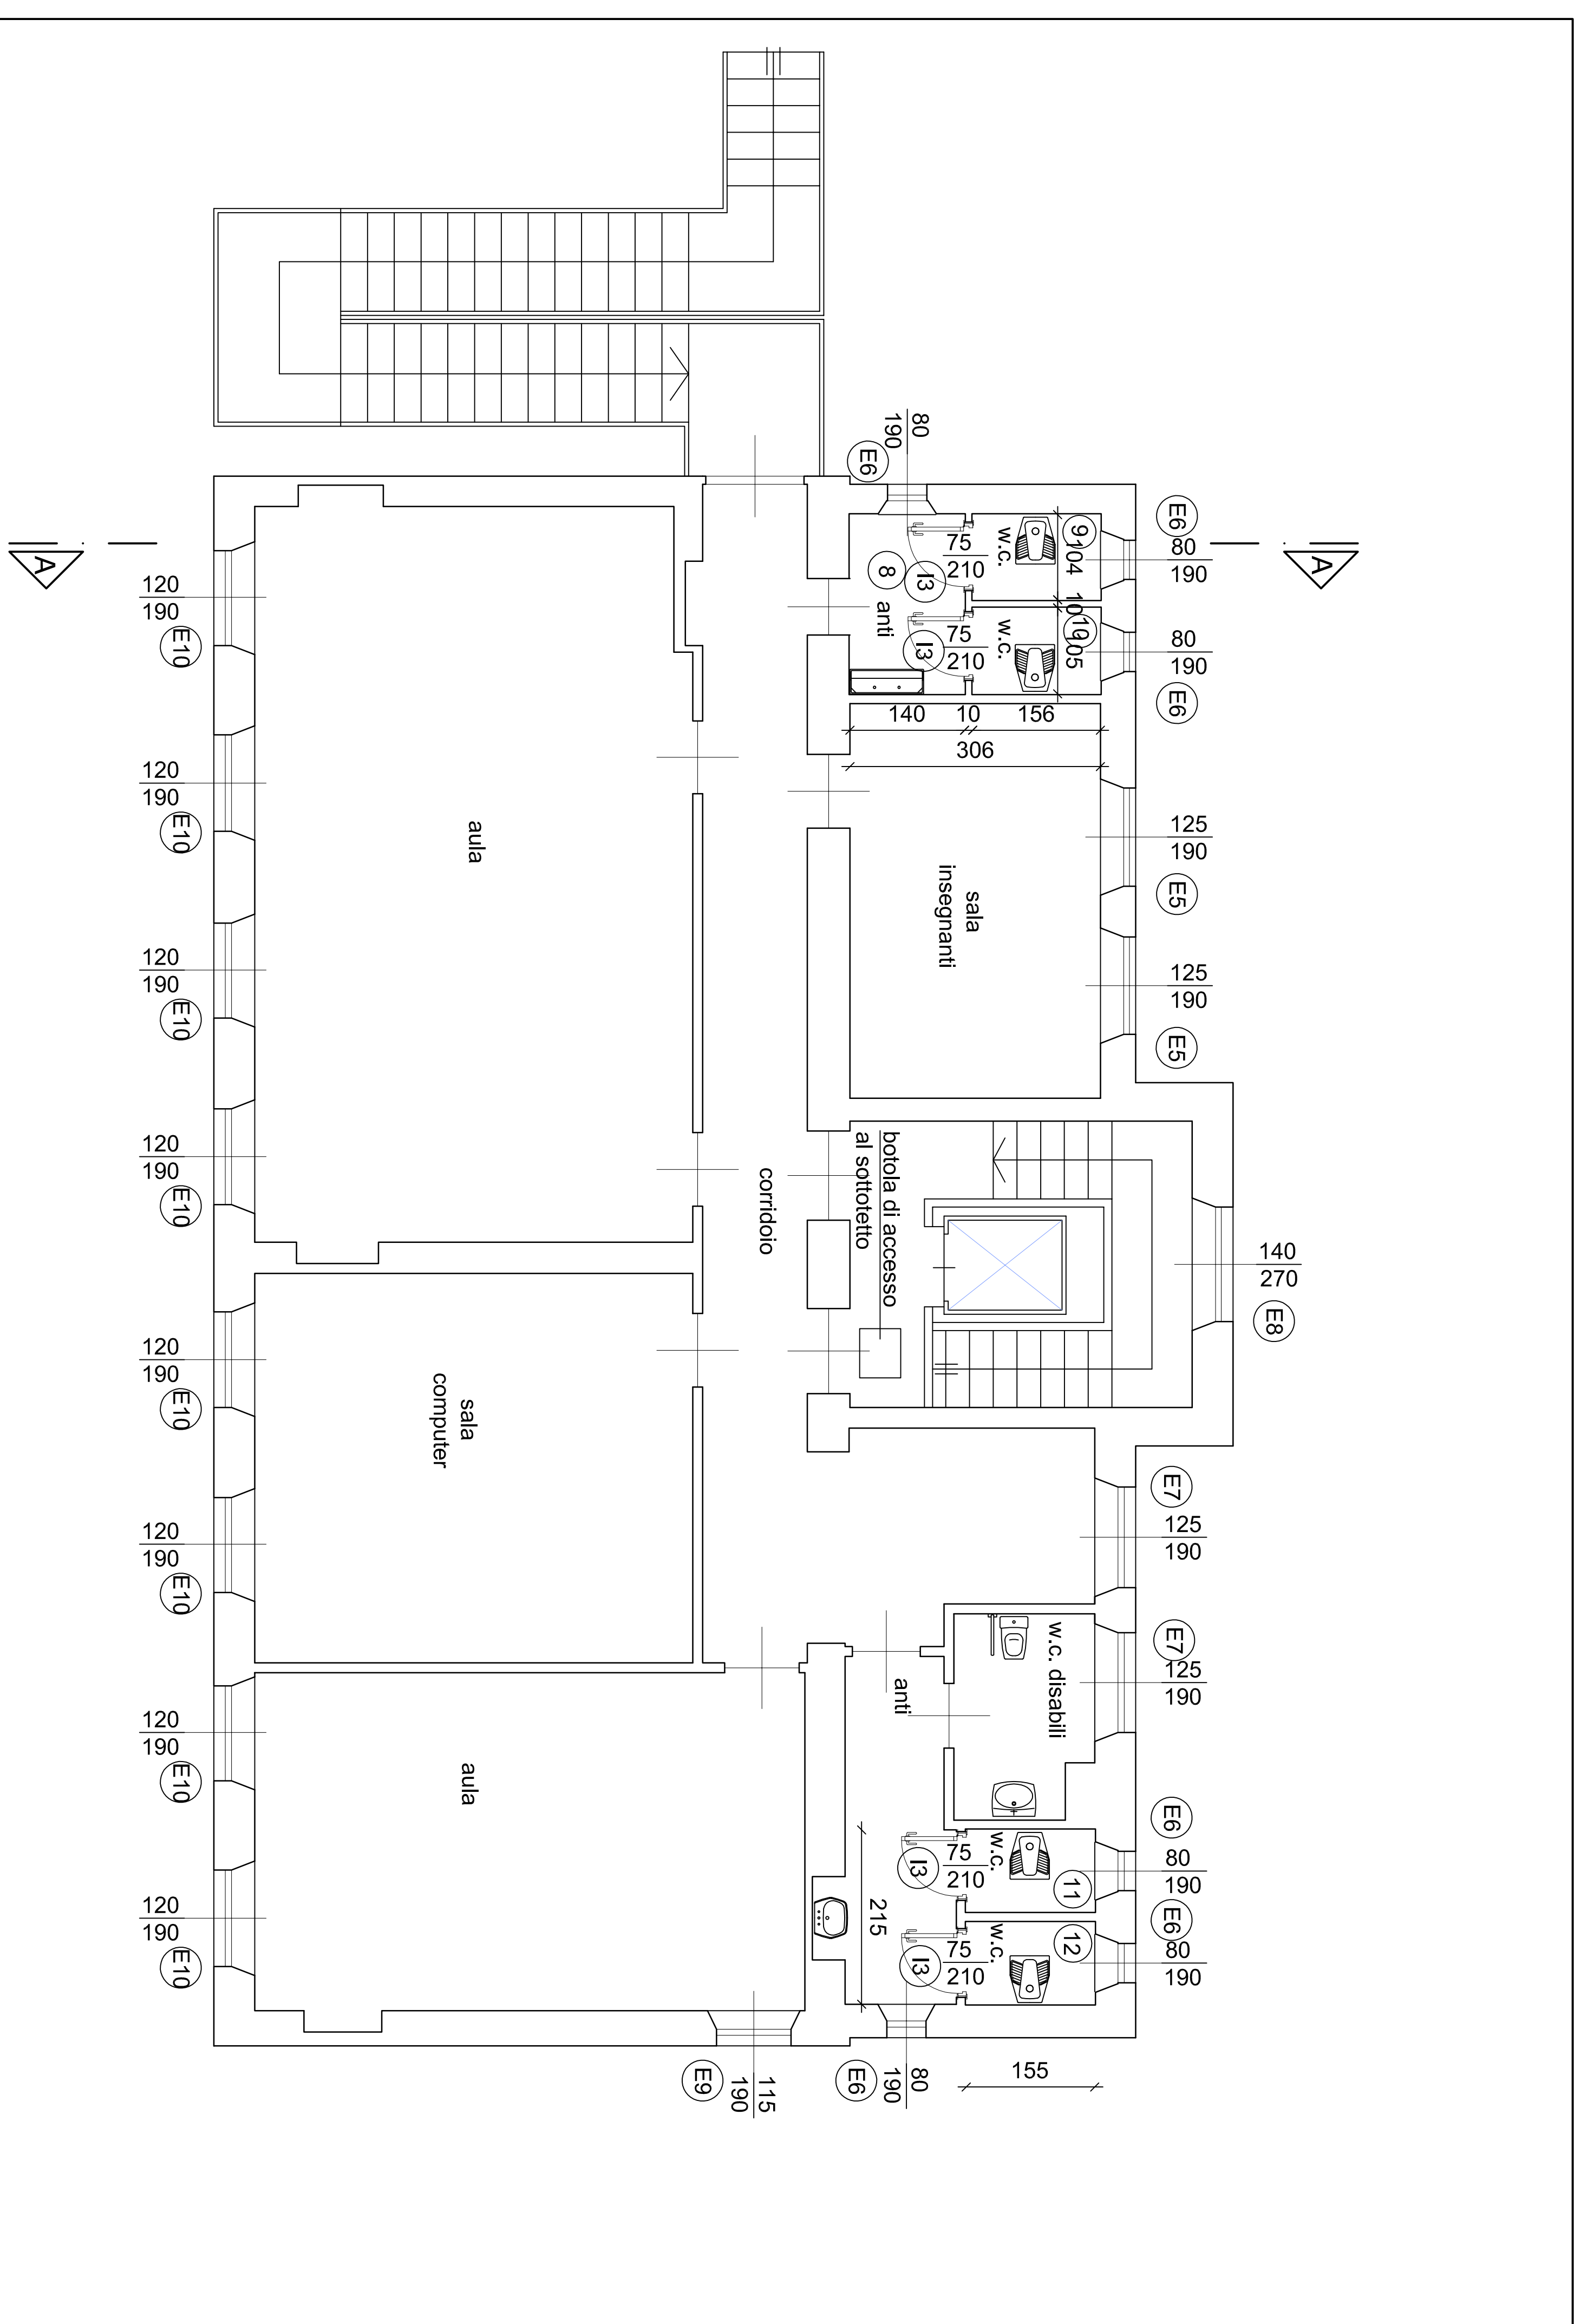 80
190
E6
E6
80
190
A
A
9
104
10
10
105
w.c.
75
210
I3
8
anti
w.c.
75
210
I3
80
190
E6
140
10
156
306
120
190
E10
120
190
E10
120
190
E10
120
190
E10
120
190
E10
120
190
E10
120
190
E10
120
190
E10
aula
sala
insegnanti
125
190
E5
125
190
E5
corridoio
botola di accesso
al sottotetto
140
270
E8
sala
computer
E7
125
190
E7
125
190
w.c. disabili
anti
aula
E6
80
190
w.c.
75
210
I3
11
E6
80
190
w.c.
75
210
I3
12
215
E9
115
190
E6
80
190
155